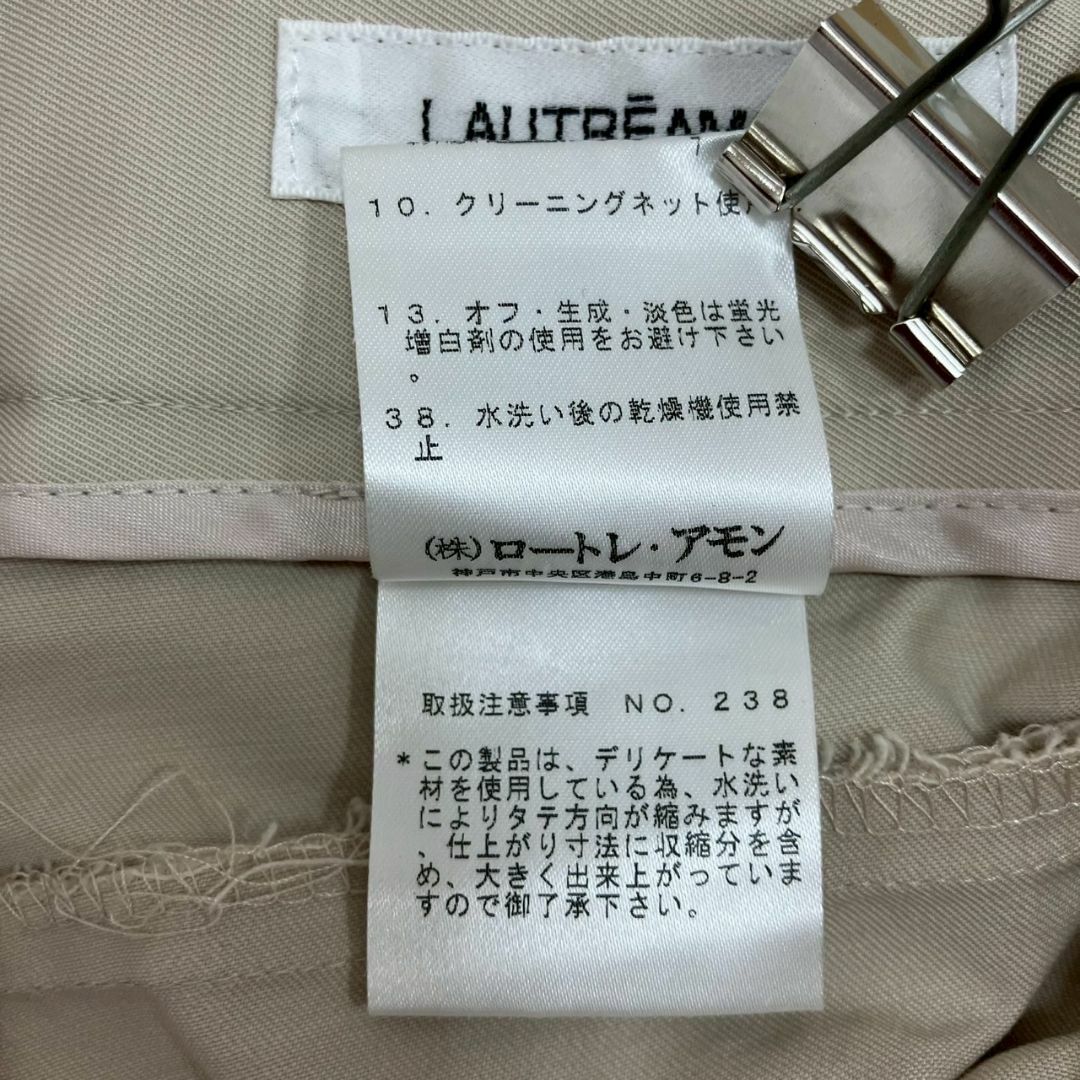 LAUTRĒAM
10. クリーニングネット使用
13. オフ・生成・淡色は蛍光
増白剤の使用をお避け下さい
。
38. 水洗い後の乾燥機使用禁
止
(株)ロートレ・アモン
神戸市中央区港島中町6-8-2
取扱注意事項 NO. 238
*この製品は、デリケートな素
材を使用している為、水洗い
によりタテ方向が縮みますが
、仕上がり寸法に収縮分を含
め、大きく出来上がっていま
すので御了承下さい。